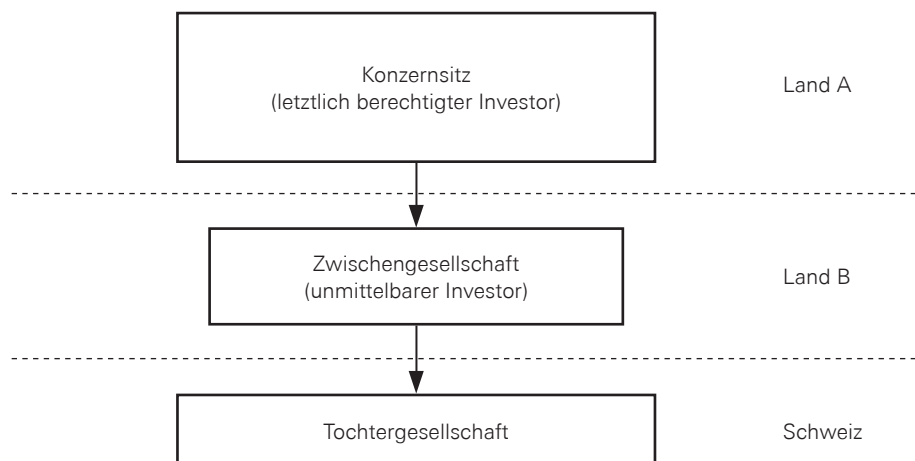 Konzernsitz
(letztlich berechtigter Investor)
Land A
Zwischengesellschaft
(unmittelbarer Investor)
Land B
Tochtergesellschaft
Schweiz